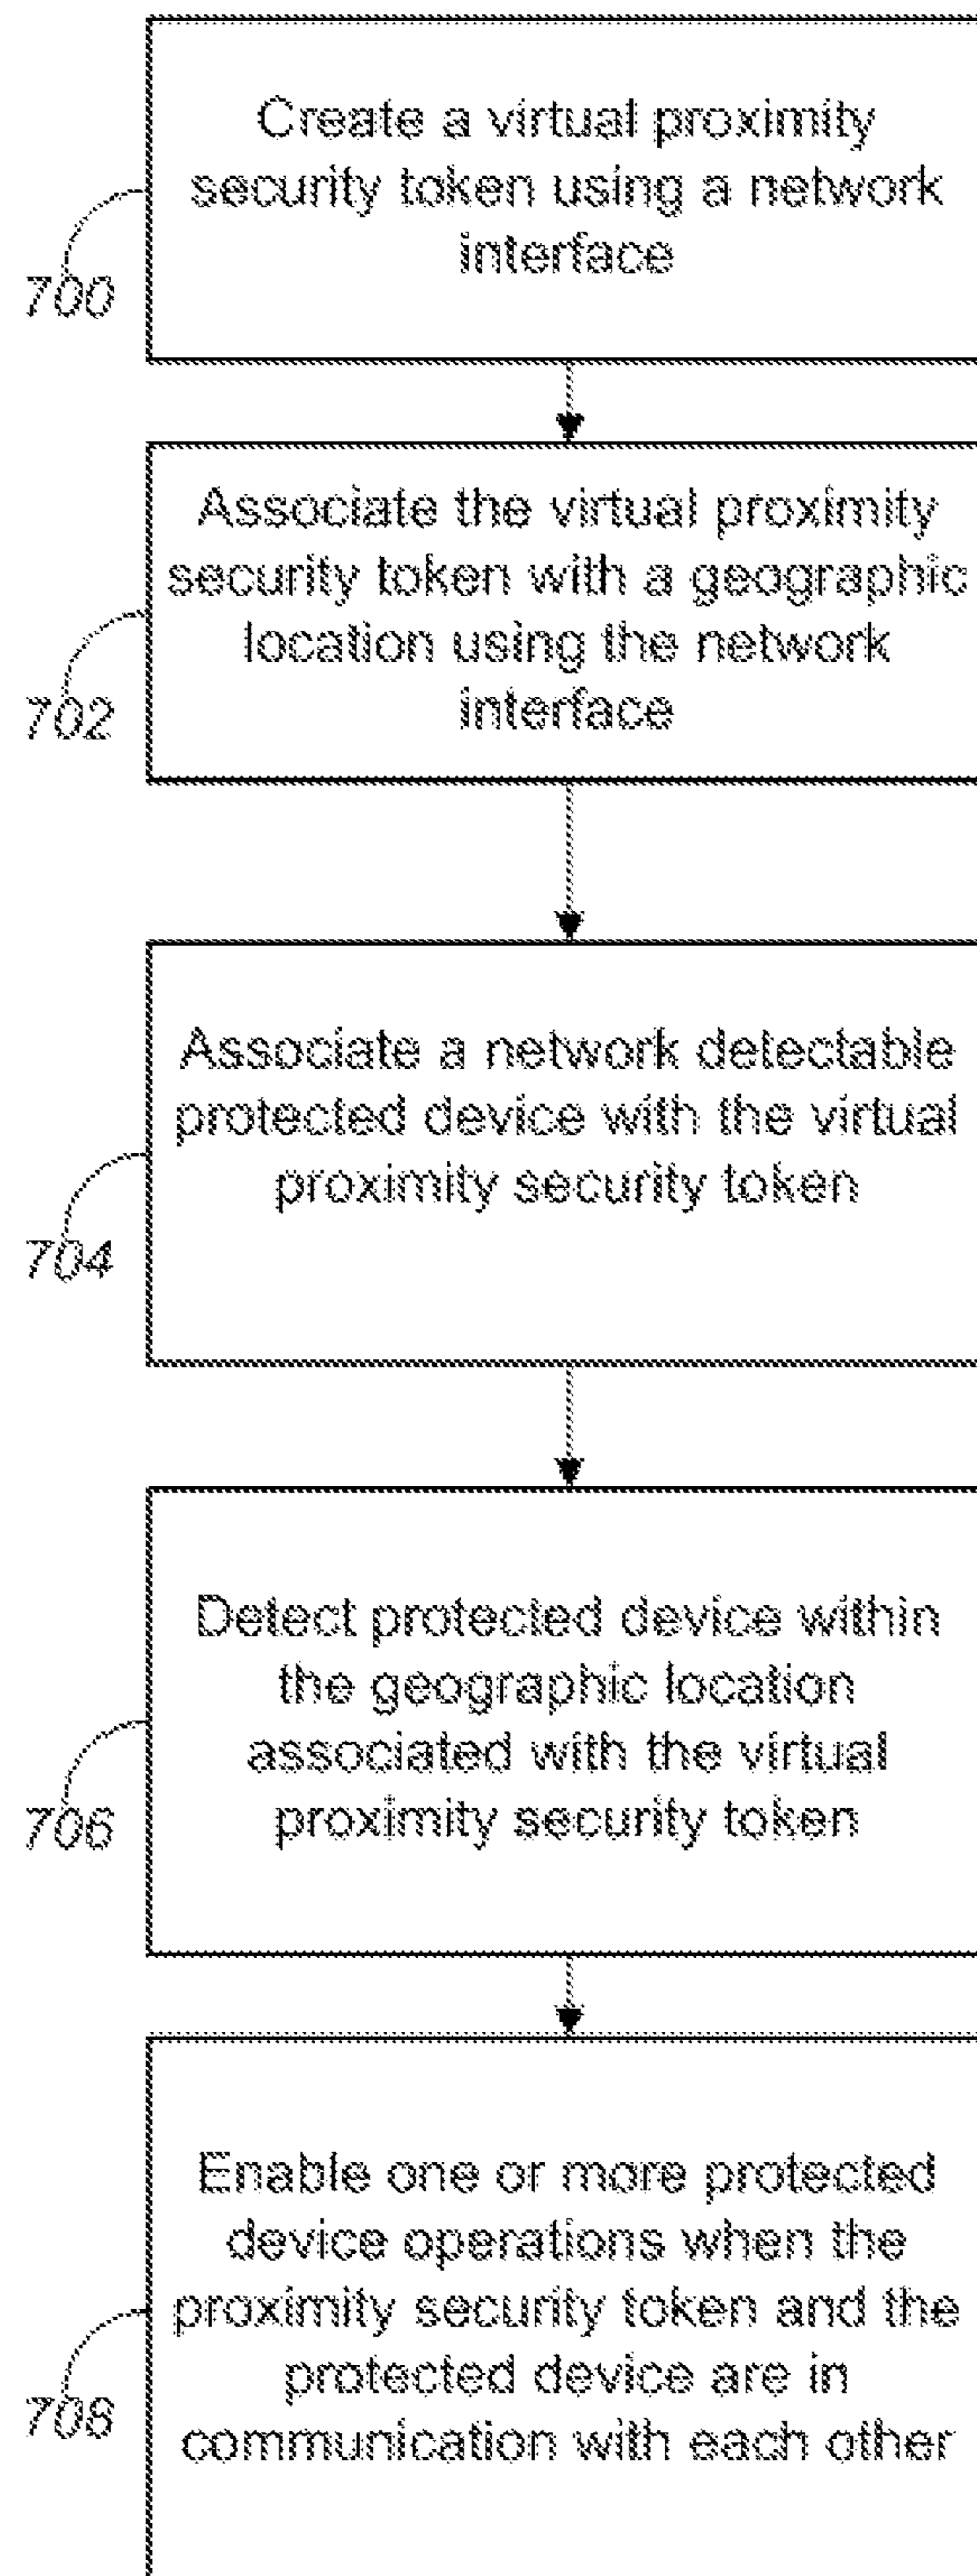 Create a virtual proximity
security token using a network
interface
700
Associate the virtual proximity
security token with a geographic
location using the network
interface
702
Associate a network detectable
protected device with the virtual
proximity security token
704
Detect protected device within
the geographic location
associated with the virtual
proximity security token
706
Enable one or more protected
device operations when the
proximity security token and the
protected device are in
communication with each other
708